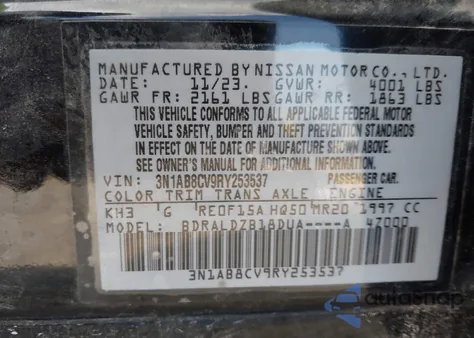 MANUFACTURED BY NISSAN MOTOR CO., LTD.
DATE: 11/23. GVWR: 4001 LBS
GAWR FR: 2161 LBS GAWR RR: 1863 LBS
THIS VEHICLE CONFORMS TO ALL APPLICABLE FEDERAL MOTOR
VEHICLE SAFETY, BUMPER AND THEFT PREVENTION STANDARDS
IN EFFECT ON THE DATE OF MANUFACTURE SHOWN ABOVE.
SEE OWNER'S MANUAL FOR MORE INFORMATION.
VIN: 3N1AB8CV9RY253537 PASSENGER CAR.
COLOR TRIM TRANS AXLE ENGINE
KH3 G RE0F15A HQ50 MR20 1997 CC
MODEL: BDRALDZB18DUA----A 4Z000
3N1AB8CV9RY253537
autosnap